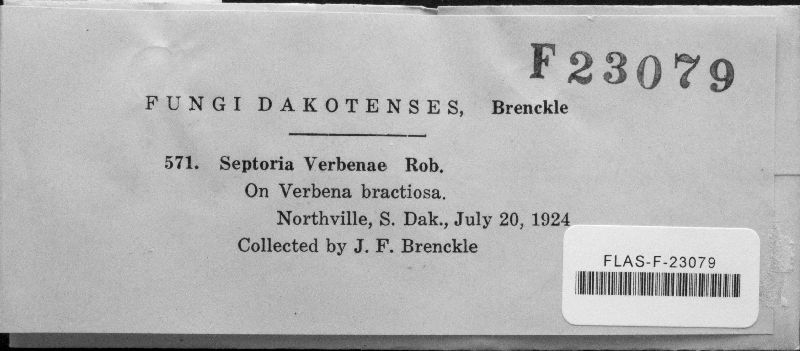 F23079
FUNGI DAKOTENSES, Brenckle
571. Septoria Verbenae Rob.
On Verbena bractiosa.
Northville, S. Dak., July 20, 1924
Collected by J. F. Brenckle
FLAS-F-23079